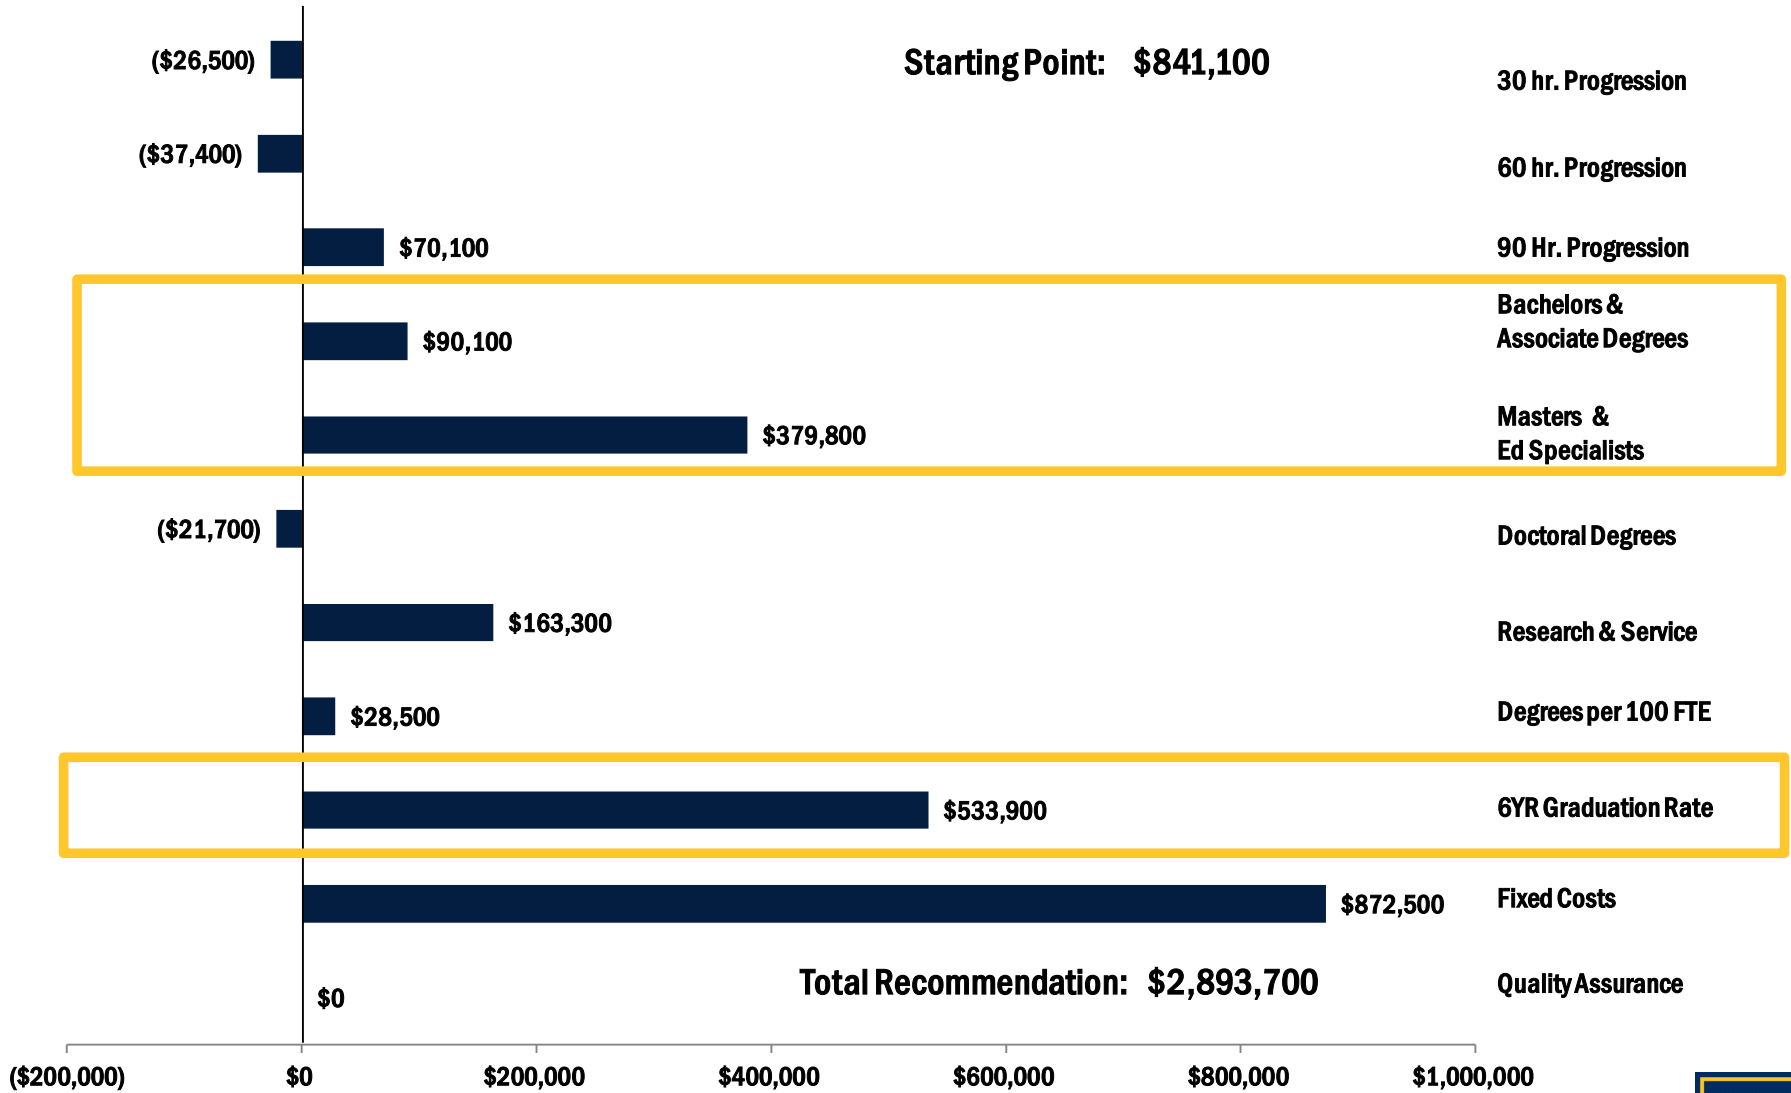 ($26,500)
Starting Point: $841,100
30 hr. Progression
($37,400)
60 hr. Progression
$70,100
90 Hr. Progression
$90,100
Bachelors &
Associate Degrees
$379,800
Masters &
Ed Specialists
($21,700)
Doctoral Degrees
$163,300
Research & Service
$28,500
Degrees per 100 FTE
$533,900
6YR Graduation Rate
$872,500
Fixed Costs
$0
Total Recommendation: $2,893,700
Quality Assurance
($200,000) $0 $200,000 $400,000 $600,000 $800,000 $1,000,000